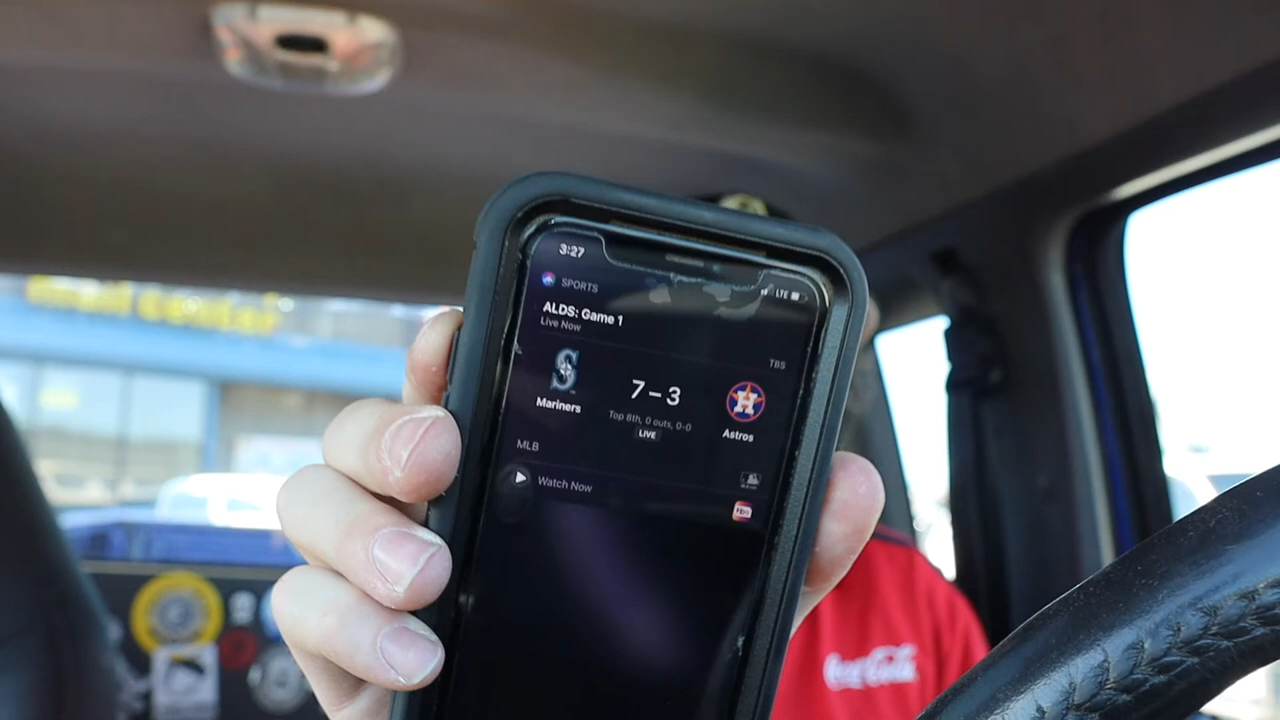 3:27
LTE
SPORTS
ALDS: Game 1
Live Now
TBS
S
Mariners
7 – 3
Top 8th, 0 outs, 0-0
LIVE
H
Astros
MLB
Watch Now
tbs
Coca-Cola